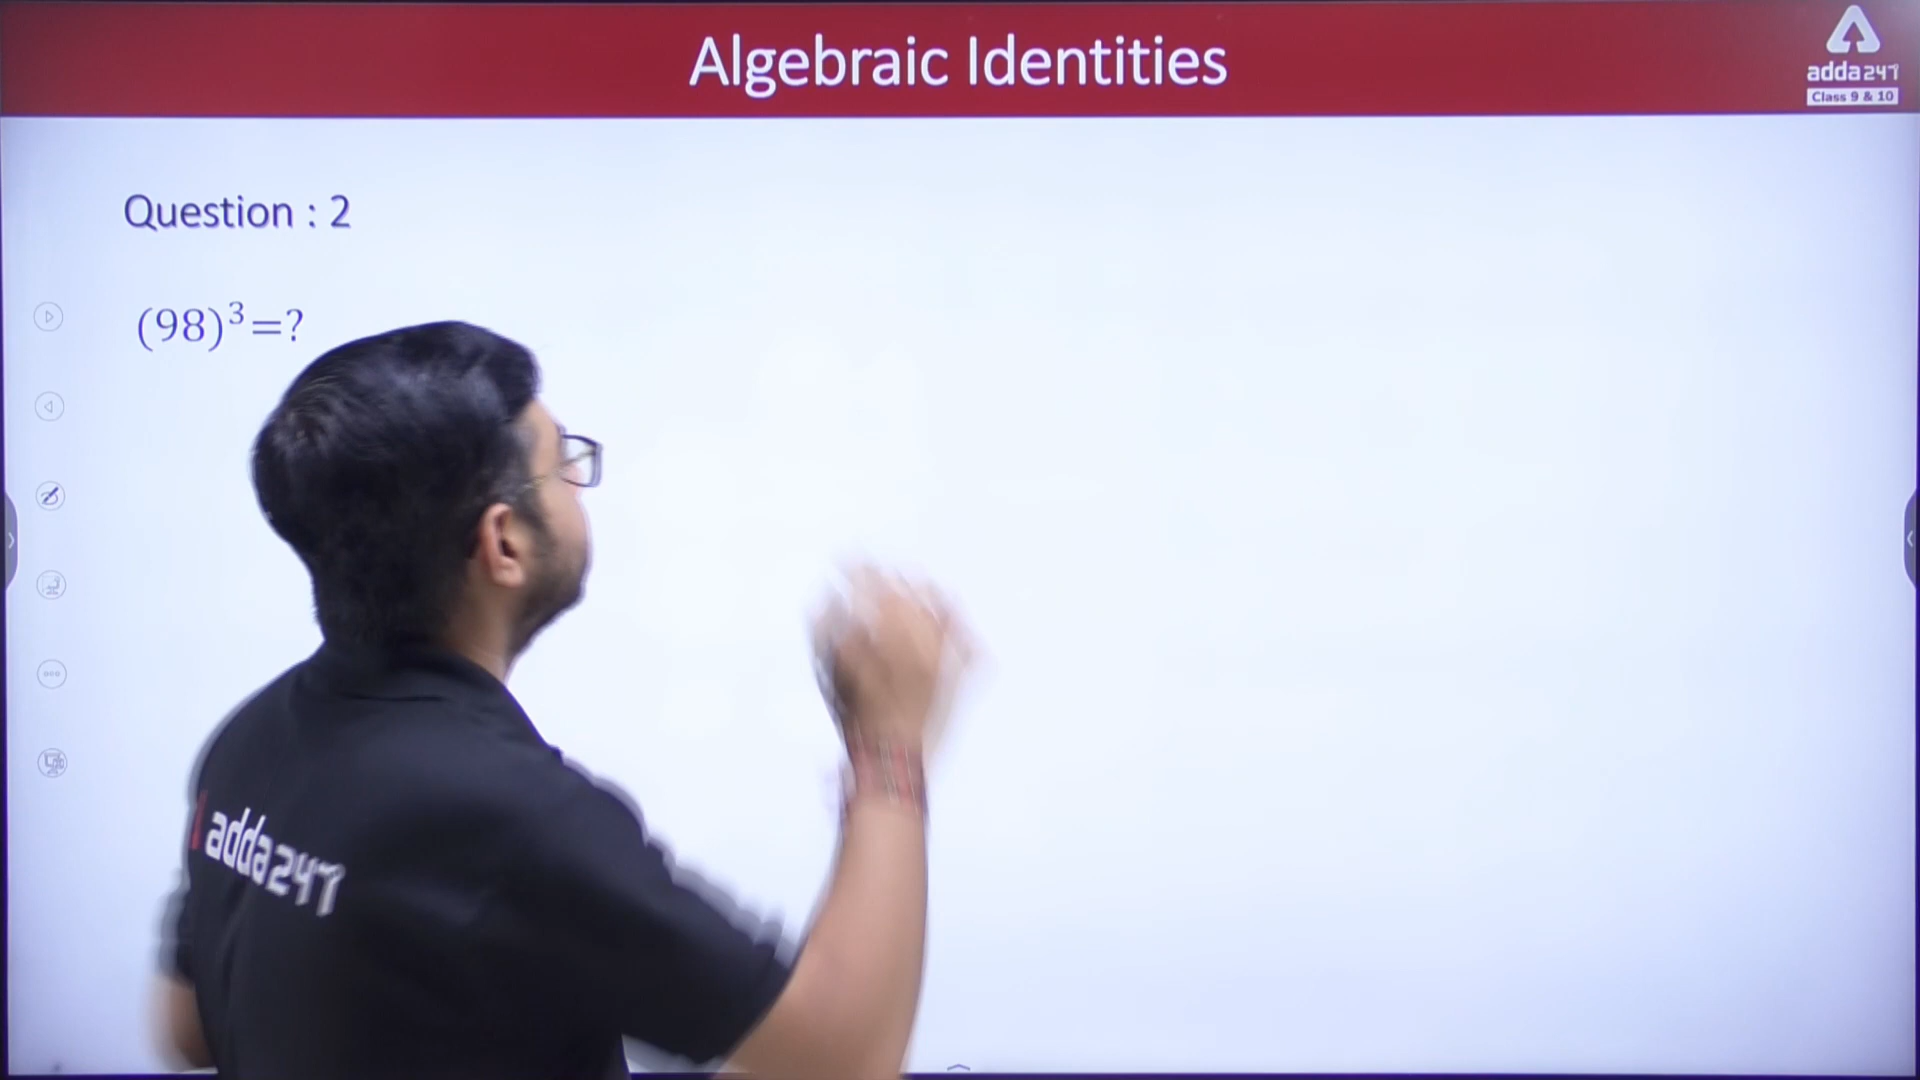 Algebraic Identities
adda247
Class 9 & 10
Question : 2
(98)³=?
adda247